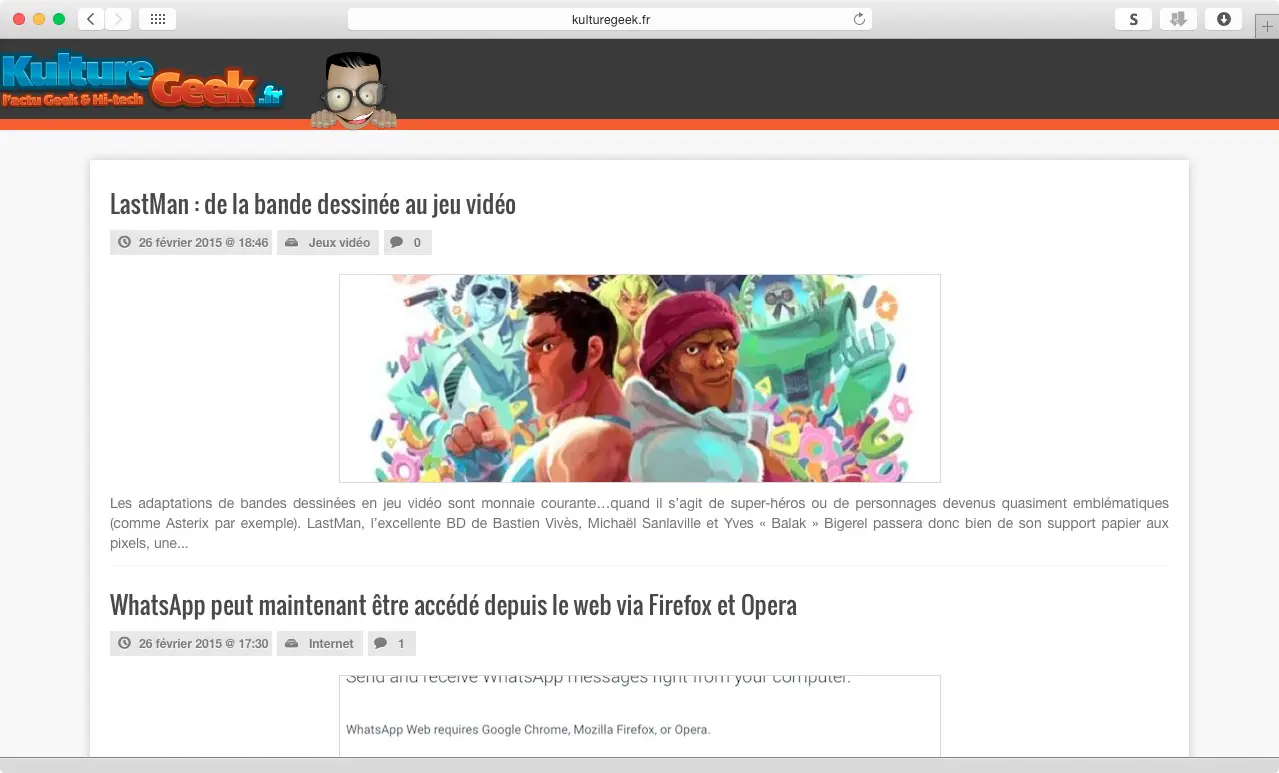 kulturegeek.fr
S
Kulture
Geek.fr
l'actu Geek & Hi-tech
LastMan : de la bande dessinée au jeu vidéo
26 février 2015 @ 18:46 Jeux vidéo 0
Les adaptations de bandes dessinées en jeu vidéo sont monnaie courante…quand il s’agit de super-héros ou de personnages devenus quasiment emblématiques
(comme Asterix par exemple). LastMan, l’excellente BD de Bastien Vivès, Michaël Sanlaville et Yves « Balak » Bigerel passera donc bien de son support papier aux
pixels, une...
WhatsApp peut maintenant être accédé depuis le web via Firefox et Opera
26 février 2015 @ 17:30 Internet 1
Send and receive WhatsApp messages right from your computer.
WhatsApp Web requires Google Chrome, Mozilla Firefox, or Opera.